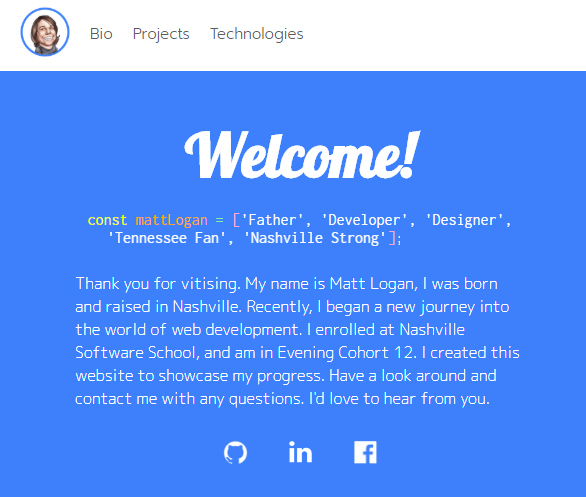 Bio Projects Technologies
Welcome!
const mattLogan = ['Father', 'Developer', 'Designer',
'Tennessee Fan', 'Nashville Strong'];
Thank you for vitising. My name is Matt Logan, I was born
and raised in Nashville. Recently, I began a new journey into
the world of web development. I enrolled at Nashville
Software School, and am in Evening Cohort 12. I created this
website to showcase my progress. Have a look around and
contact me with any questions. I'd love to hear from you.
in
f